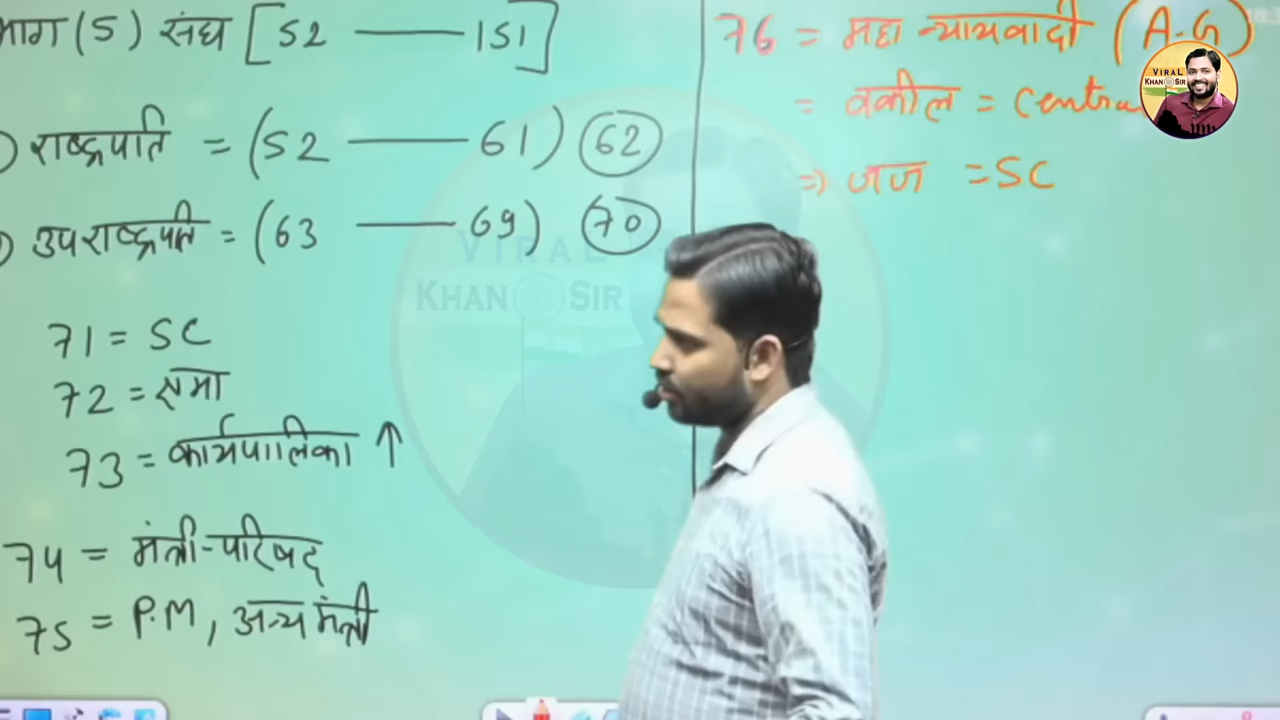 भाग (5) संघ [52 —— 151]
राष्ट्रपति = (52 —— 61) 62
उपराष्ट्रपति = (63 —— 69) 70
71 = SC
72 = क्षमा
73 = कार्यपालिका ↑
74 = मंत्री-परिषद्
75 = P.M, अन्य मंत्री
76 = महा न्यायवादी (A.G)
= वकील = Centra
⇒ जज = SC
VIRAL
KHAN SIR
VIRAL
KHAN SIR